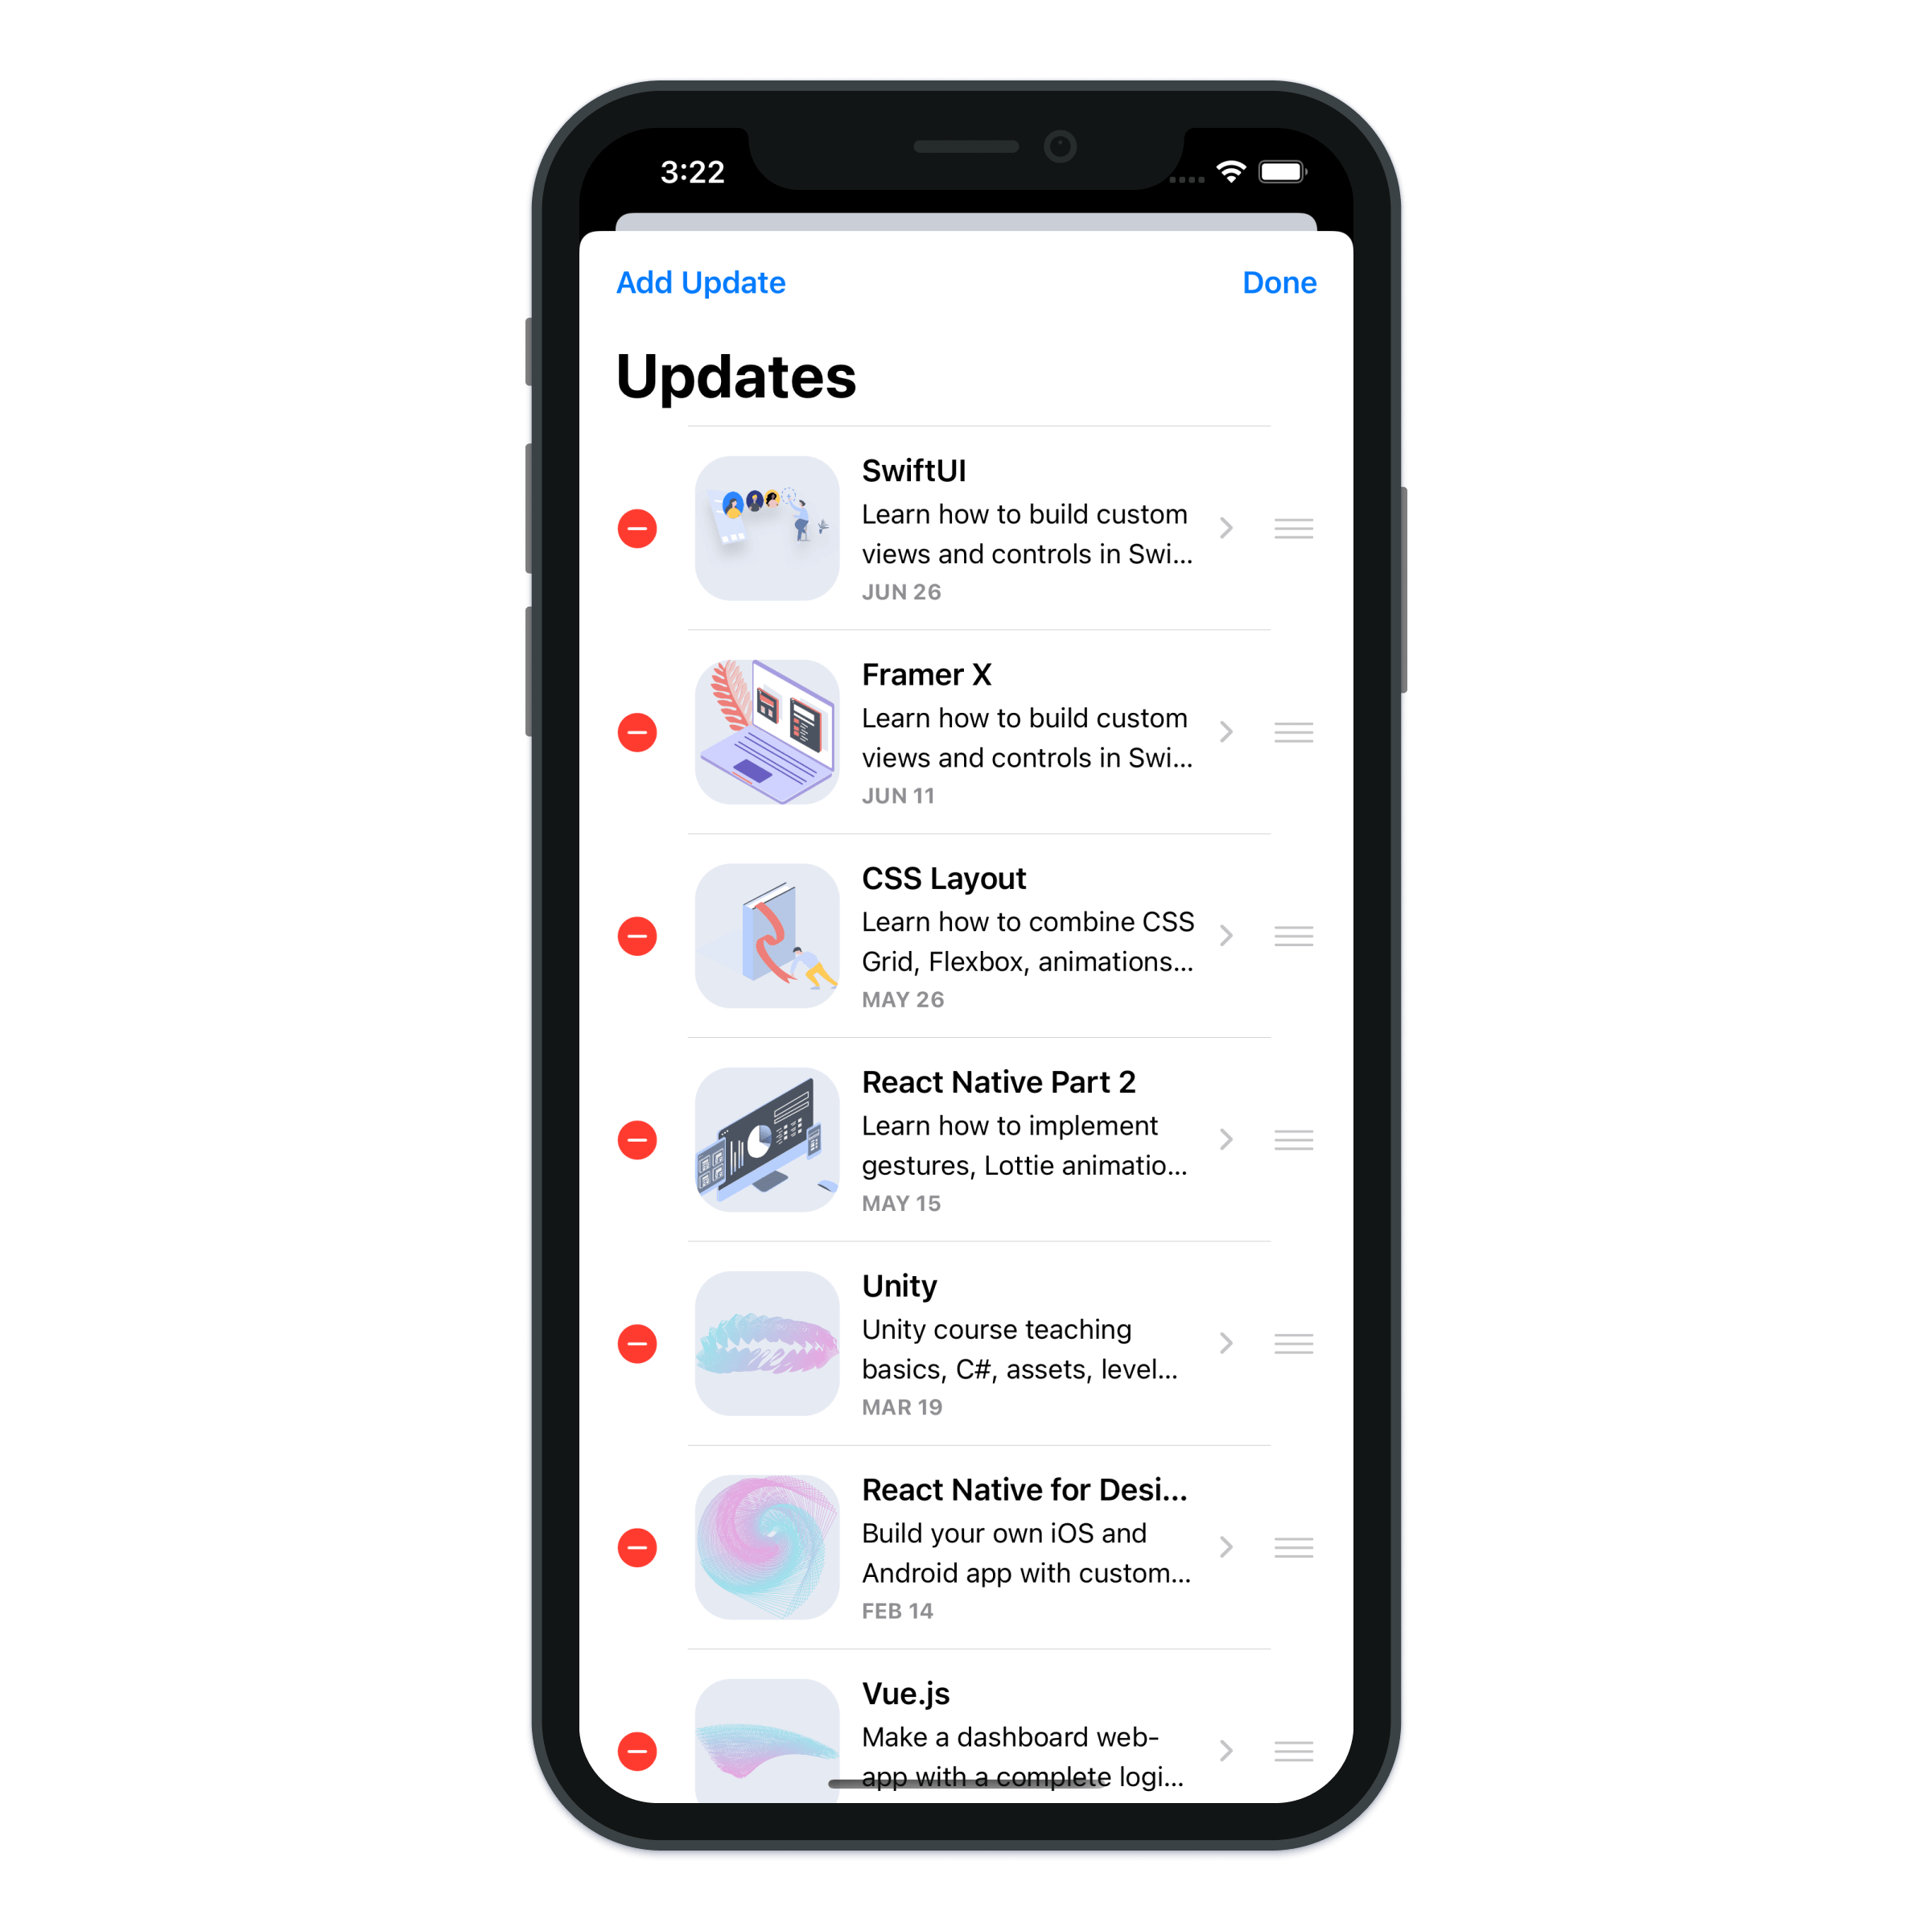 3:22
Add Update
Done
Updates
SwiftUI
Learn how to build custom
views and controls in Swi...
JUN 26
Framer X
Learn how to build custom
views and controls in Swi...
JUN 11
CSS Layout
Learn how to combine CSS
Grid, Flexbox, animations...
MAY 26
React Native Part 2
Learn how to implement
gestures, Lottie animatio...
MAY 15
Unity
Unity course teaching
basics, C#, assets, level...
MAR 19
React Native for Desi...
Build your own iOS and
Android app with custom...
FEB 14
Vue.js
Make a dashboard web-
app with a complete logi...